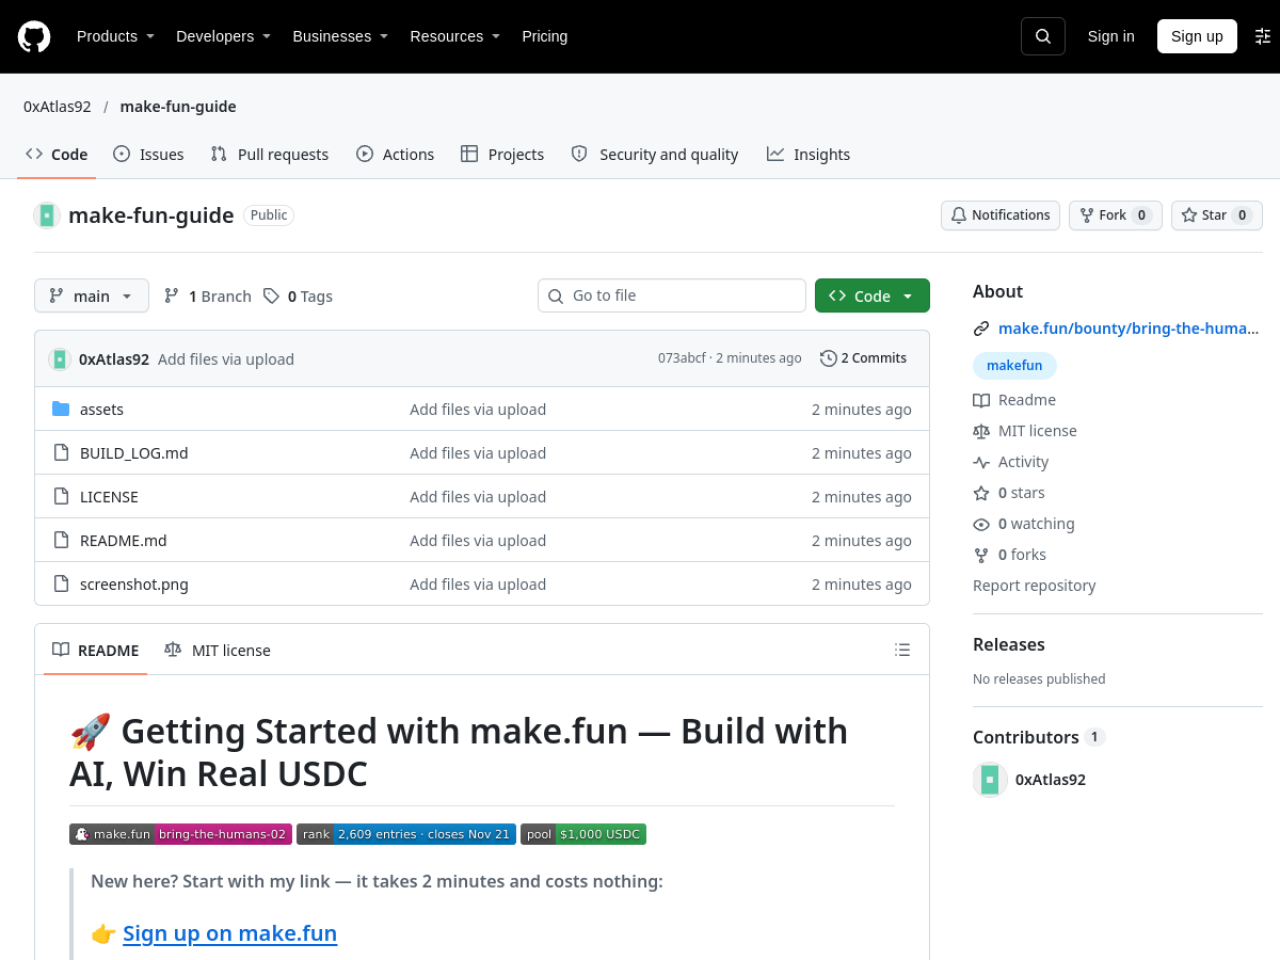 Products Developers Businesses Resources Pricing Sign in Sign up
0xAtlas92 / make-fun-guide
Code Issues Pull requests Actions Projects Security and quality Insights
make-fun-guide Public Notifications Fork 0 Star 0
main 1 Branch 0 Tags Go to file Code
0xAtlas92 Add files via upload 073abcf · 2 minutes ago 2 Commits
assets Add files via upload 2 minutes ago
BUILD_LOG.md Add files via upload 2 minutes ago
LICENSE Add files via upload 2 minutes ago
README.md Add files via upload 2 minutes ago
screenshot.png Add files via upload 2 minutes ago
README MIT license
🚀 Getting Started with make.fun — Build with
AI, Win Real USDC
make.fun bring-the-humans-02 rank 2,609 entries · closes Nov 21 pool $1,000 USDC
New here? Start with my link — it takes 2 minutes and costs nothing:
👉 Sign up on make.fun
About
make.fun/bounty/bring-the-huma...
makefun
Readme
MIT license
Activity
0 stars
0 watching
0 forks
Report repository
Releases
No releases published
Contributors 1
0xAtlas92